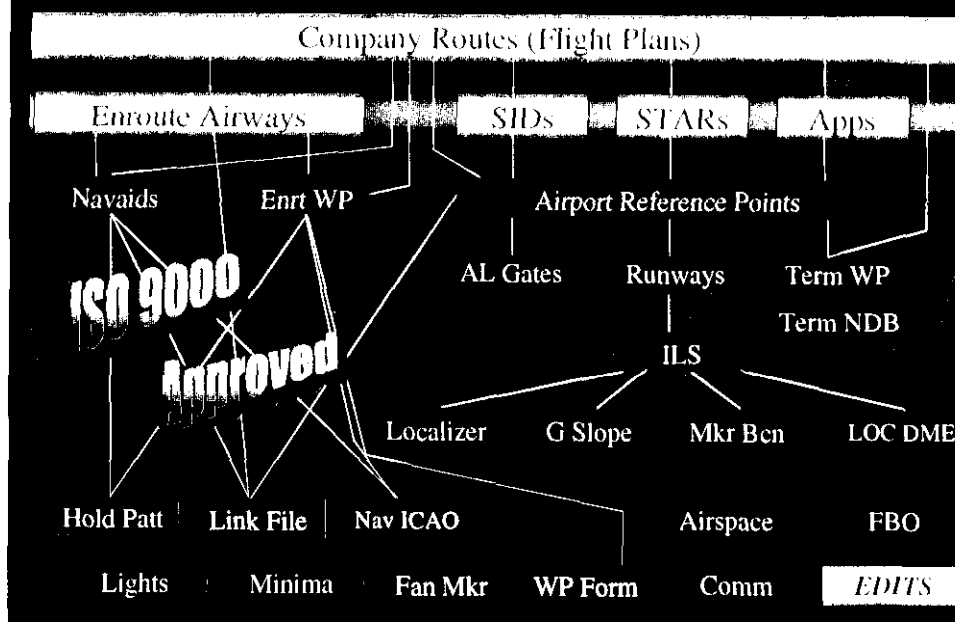 Company Routes (Flight Plans)
Enroute Airways SIDs STARs Apps
Navaids Enrt WP Airport Reference Points
AL Gates Runways Term WP
Term NDB
ISO 9000
Approved
ILS
Localizer G Slope Mkr Bcn LOC DME
Hold Patt Link File Nav ICAO Airspace FBO
Lights Minima Fan Mkr WP Form Comm EDITS